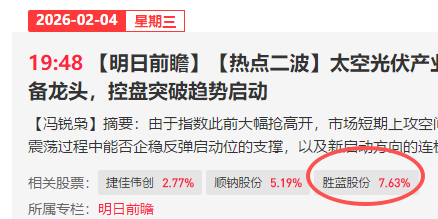 2026-02-04 星期三
19:48 【明日前瞻】【热点二波】太空光伏产业
备龙头，控盘突破趋势启动
【冯锐枭】摘要：由于指数此前大幅抢高开，市场短期上攻空间
震荡过程中能否企稳反弹启动位的支撑，以及新启动方向的连板
相关股票： 捷佳伟创 2.77% 顺钠股份 5.19% 胜蓝股份 7.63%
所属专栏：明日前瞻